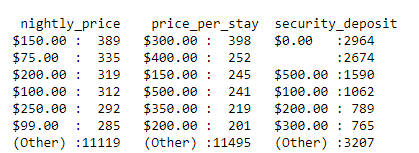 nightly_price price_per_stay security_deposit
$150.00 : 389 $300.00 : 398 $0.00 :2964
$75.00 : 335 $400.00 : 252 :2674
$200.00 : 319 $150.00 : 245 $500.00 :1590
$100.00 : 312 $500.00 : 241 $100.00 :1062
$250.00 : 292 $350.00 : 219 $200.00 : 789
$99.00 : 285 $200.00 : 201 $300.00 : 765
(Other) :11119 (Other) :11495 (Other) :3207